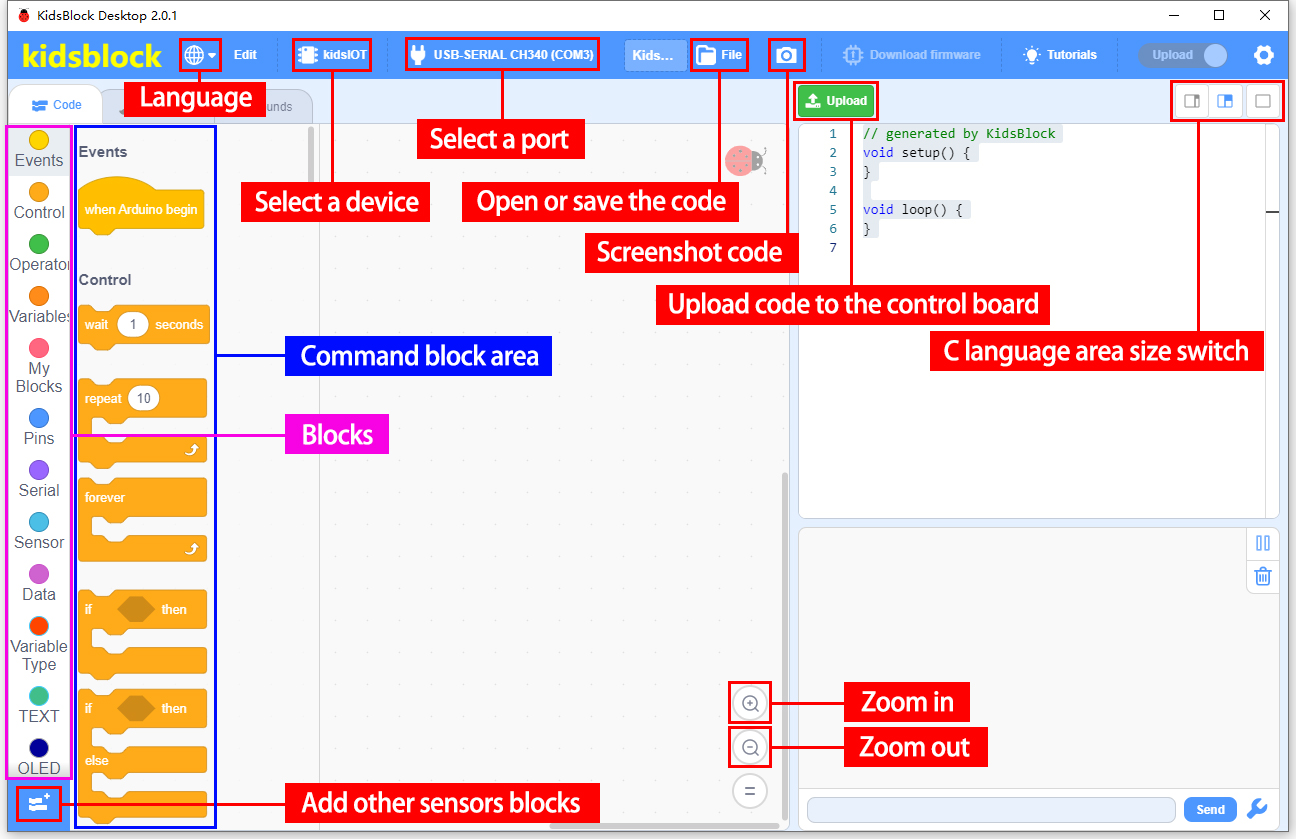 KidsBlock Desktop 2.0.1
kidsblock
Edit
kidsIOT
USB-SERIAL CH340 (COM3)
Kids...
File
Download firmware
Tutorials
Upload
Code
Language
unds
Select a port
Select a device
Open or save the code
Screenshot code
Upload code to the control board
C language area size switch
Upload
1 // generated by KidsBlock
2 void setup() {
3 }
4
5 void loop() {
6 }
7
Events
Control
Operator
Variables
My
Blocks
Pins
Serial
Sensor
Data
Variable
Type
TEXT
OLED
Events
when Arduino begin
Control
wait 1 seconds
repeat 10
forever
if then
if then
else
Command block area
Blocks
Zoom in
Zoom out
Add other sensors blocks
Send